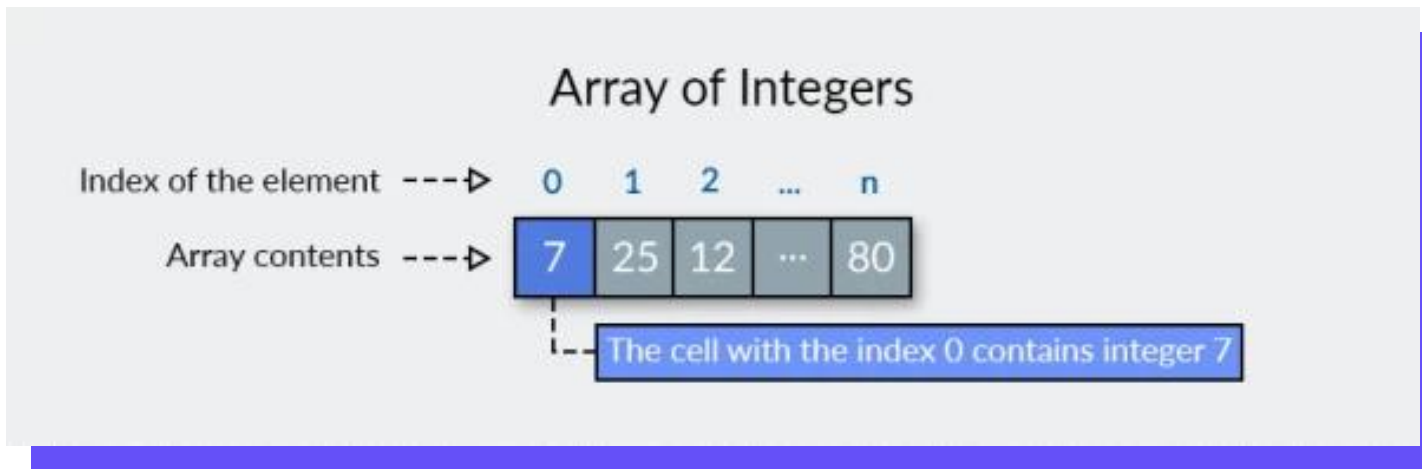 Array of Integers
Index of the element 0 1 2 ... n
Array contents 7 25 12 ... 80
The cell with the index 0 contains integer 7